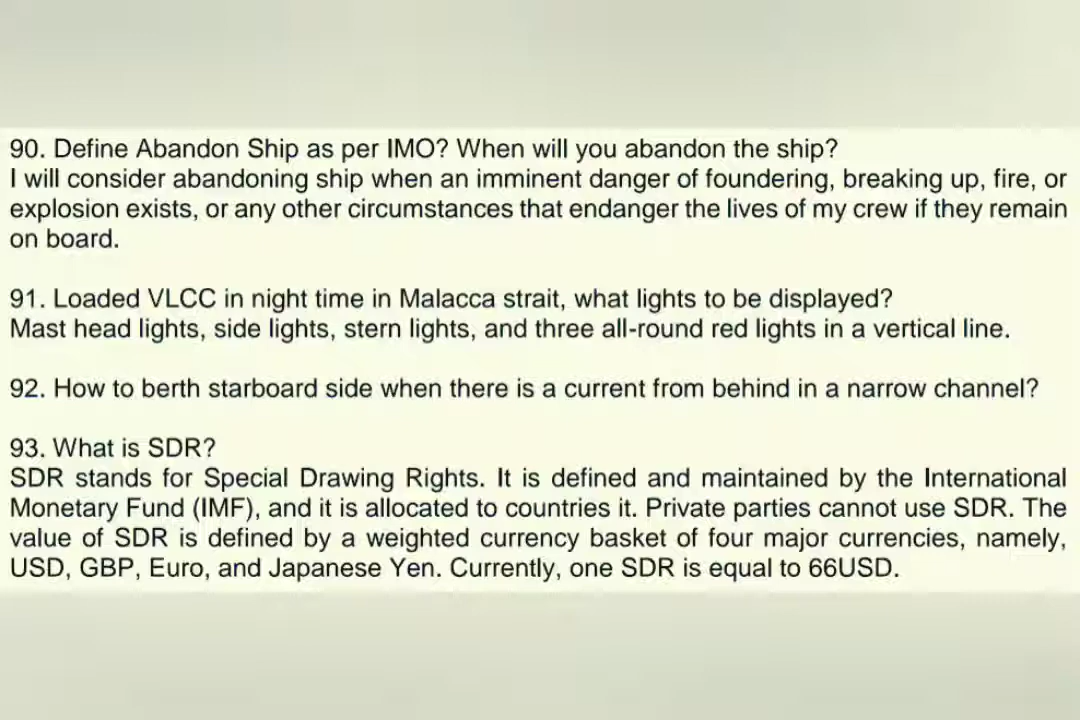 90. Define Abandon Ship as per IMO? When will you abandon the ship?
I will consider abandoning ship when an imminent danger of foundering, breaking up, fire, or
explosion exists, or any other circumstances that endanger the lives of my crew if they remain
on board.
91. Loaded VLCC in night time in Malacca strait, what lights to be displayed?
Mast head lights, side lights, stern lights, and three all-round red lights in a vertical line.
92. How to berth starboard side when there is a current from behind in a narrow channel?
93. What is SDR?
SDR stands for Special Drawing Rights. It is defined and maintained by the International
Monetary Fund (IMF), and it is allocated to countries it. Private parties cannot use SDR. The
value of SDR is defined by a weighted currency basket of four major currencies, namely,
USD, GBP, Euro, and Japanese Yen. Currently, one SDR is equal to 66USD.